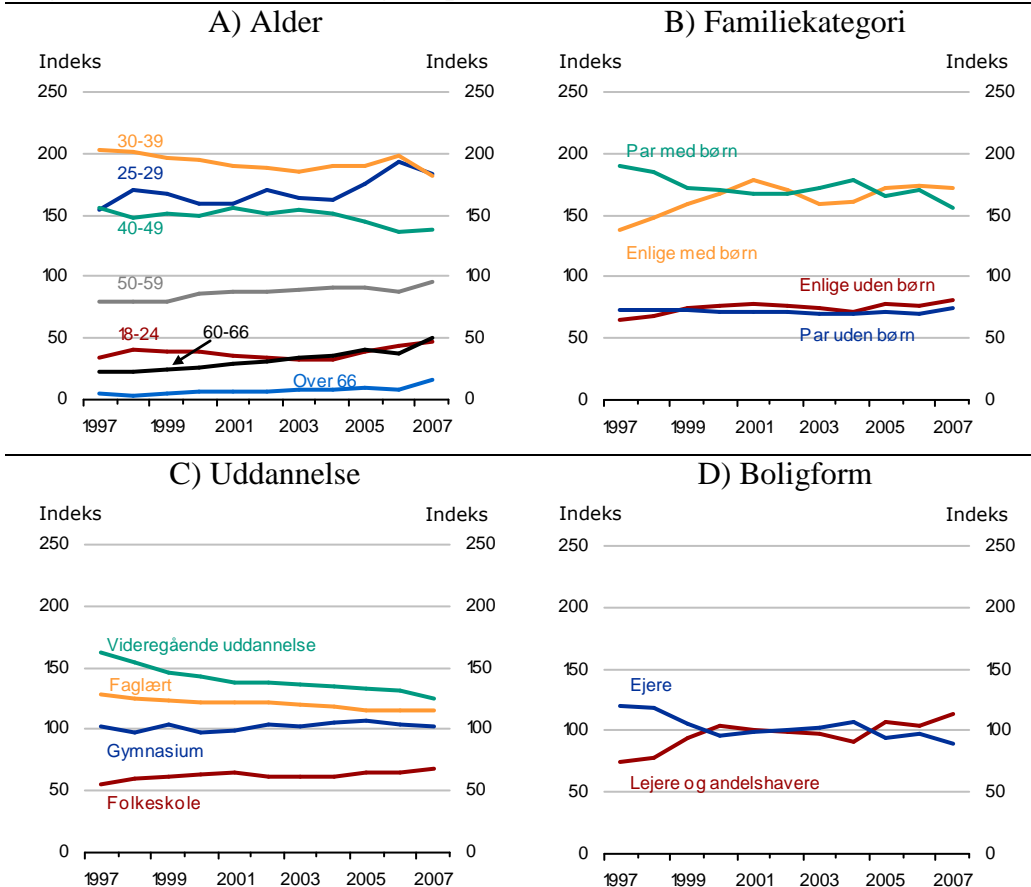 A) Alder
Indeks Indeks
250 250
200 200
150 150
100 100
50 50
0 0
30-39
25-29
40-49
50-59
18-24
60-66
Over 66
1997 1999 2001 2003 2005 2007
B) Familiekategori
Indeks Indeks
250 250
200 200
150 150
100 100
50 50
0 0
Par med børn
Enlige med børn
Enlige uden børn
Par uden børn
1997 1999 2001 2003 2005 2007
C) Uddannelse
Indeks Indeks
250 250
200 200
150 150
100 100
50 50
0 0
Videregående uddannelse
Faglært
Gymnasium
Folkeskole
1997 1999 2001 2003 2005 2007
D) Boligform
Indeks Indeks
250 250
200 200
150 150
100 100
50 50
0 0
Ejere
Lejere og andelshavere
1997 1999 2001 2003 2005 2007